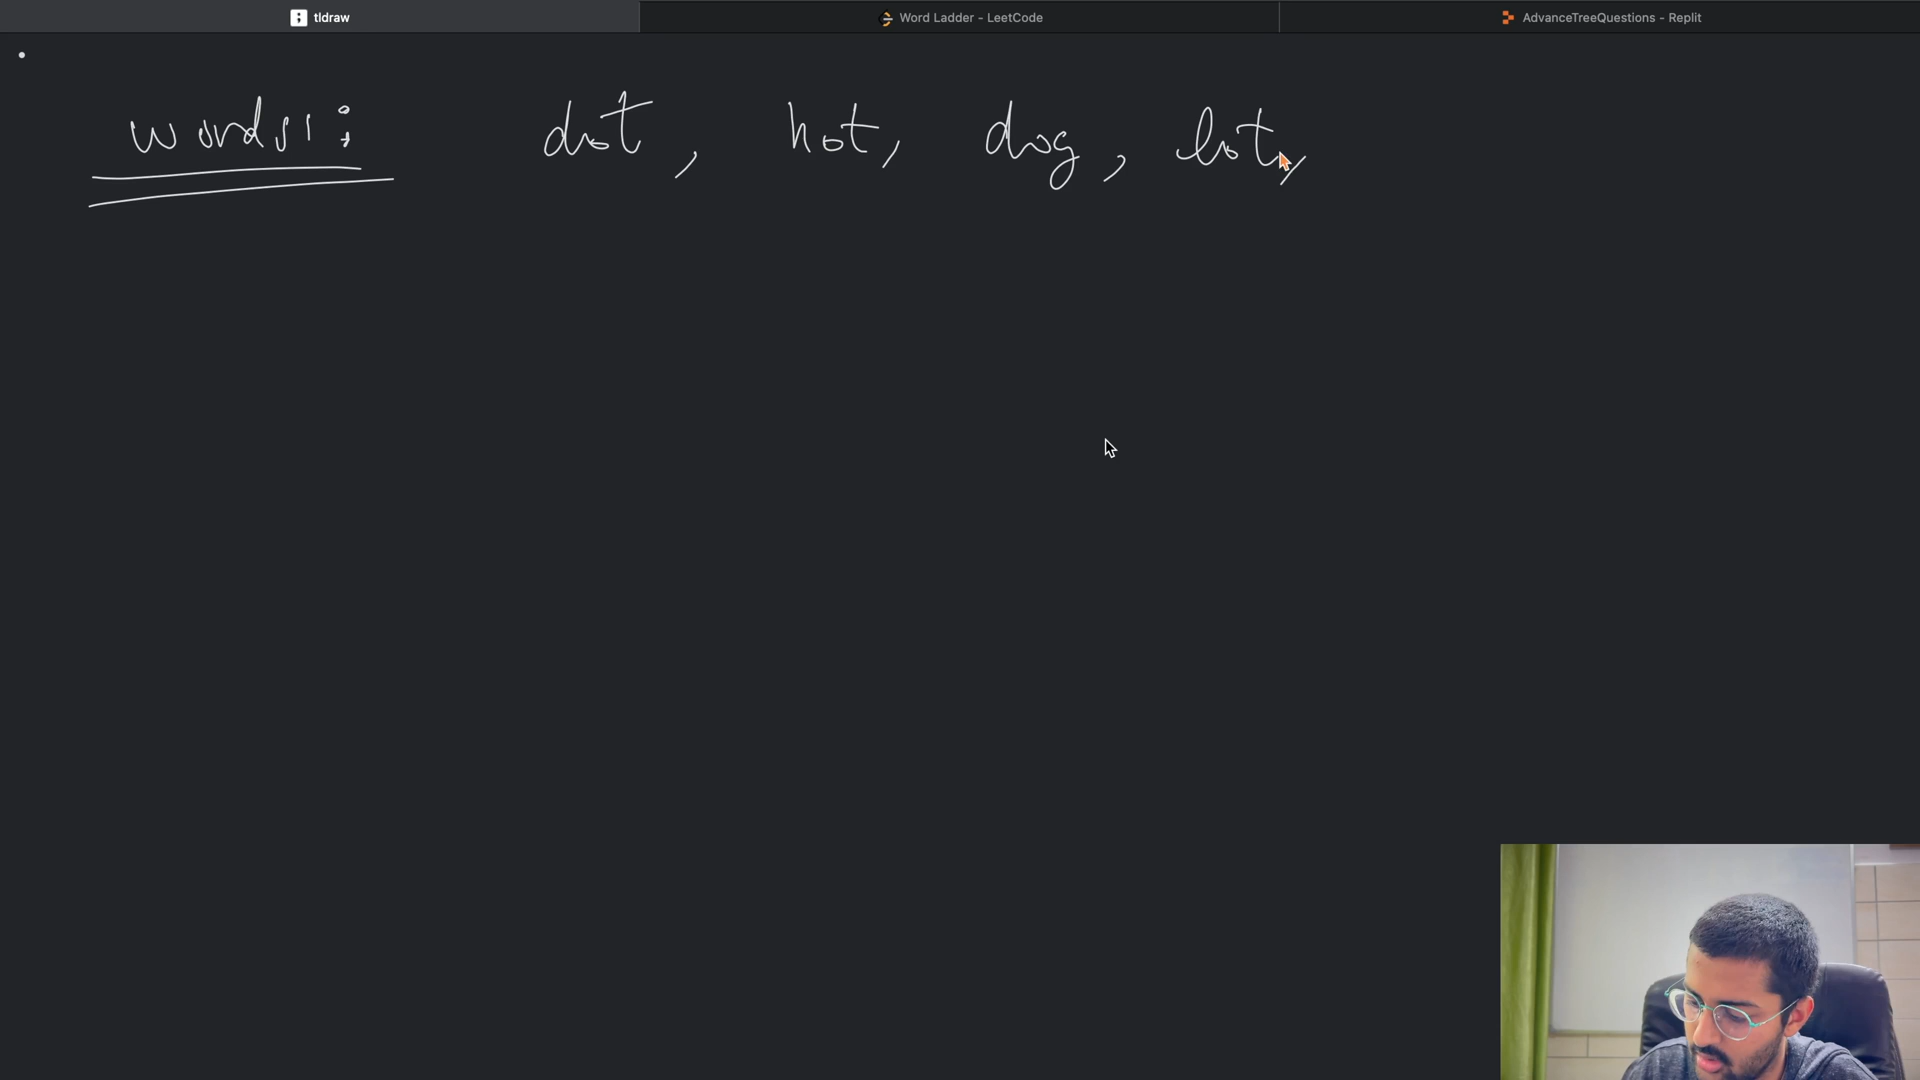 tldraw Word Ladder - LeetCode AdvanceTreeQuestions - Replit
words: dot, hot, dog, lot,